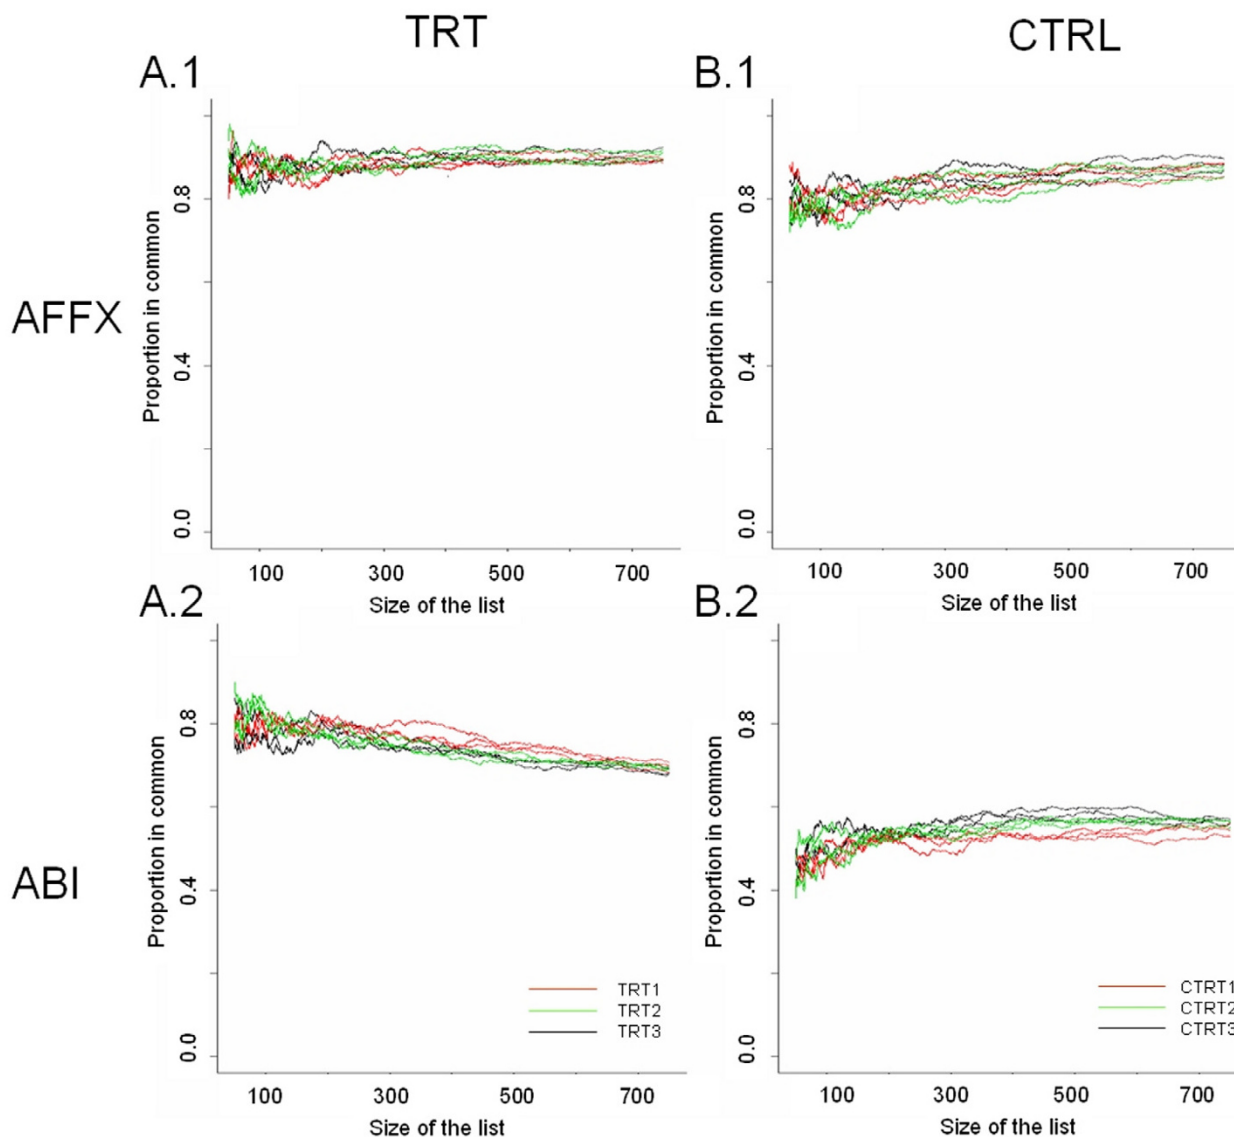 TRT
CTRL
A.1
B.1
AFFX
Proportion in common
0.8
0.4
0.0
100 300 500 700
Size of the list
Proportion in common
0.8
0.4
0.0
100 300 500 700
Size of the list
A.2
B.2
ABI
Proportion in common
0.8
0.4
0.0
TRT1
TRT2
TRT3
100 300 500 700
Size of the list
Proportion in common
0.8
0.4
0.0
CTRT1
CTRT2
CTRT3
100 300 500 700
Size of the list